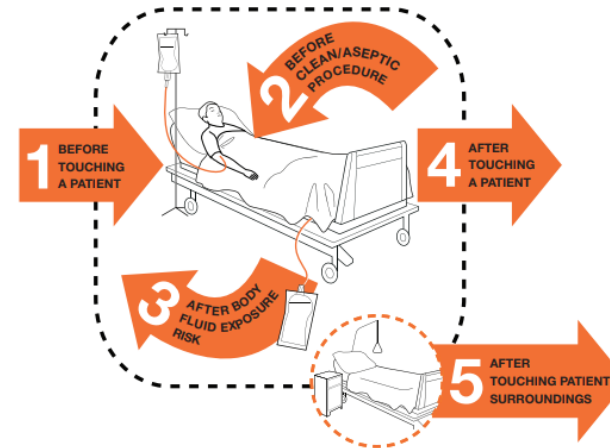 1
BEFORE
TOUCHING
A PATIENT
2
BEFORE
CLEAN/ASEPTIC
PROCEDURE
3
AFTER BODY
FLUID EXPOSURE
RISK
4
AFTER
TOUCHING
A PATIENT
5
AFTER
TOUCHING PATIENT
SURROUNDINGS